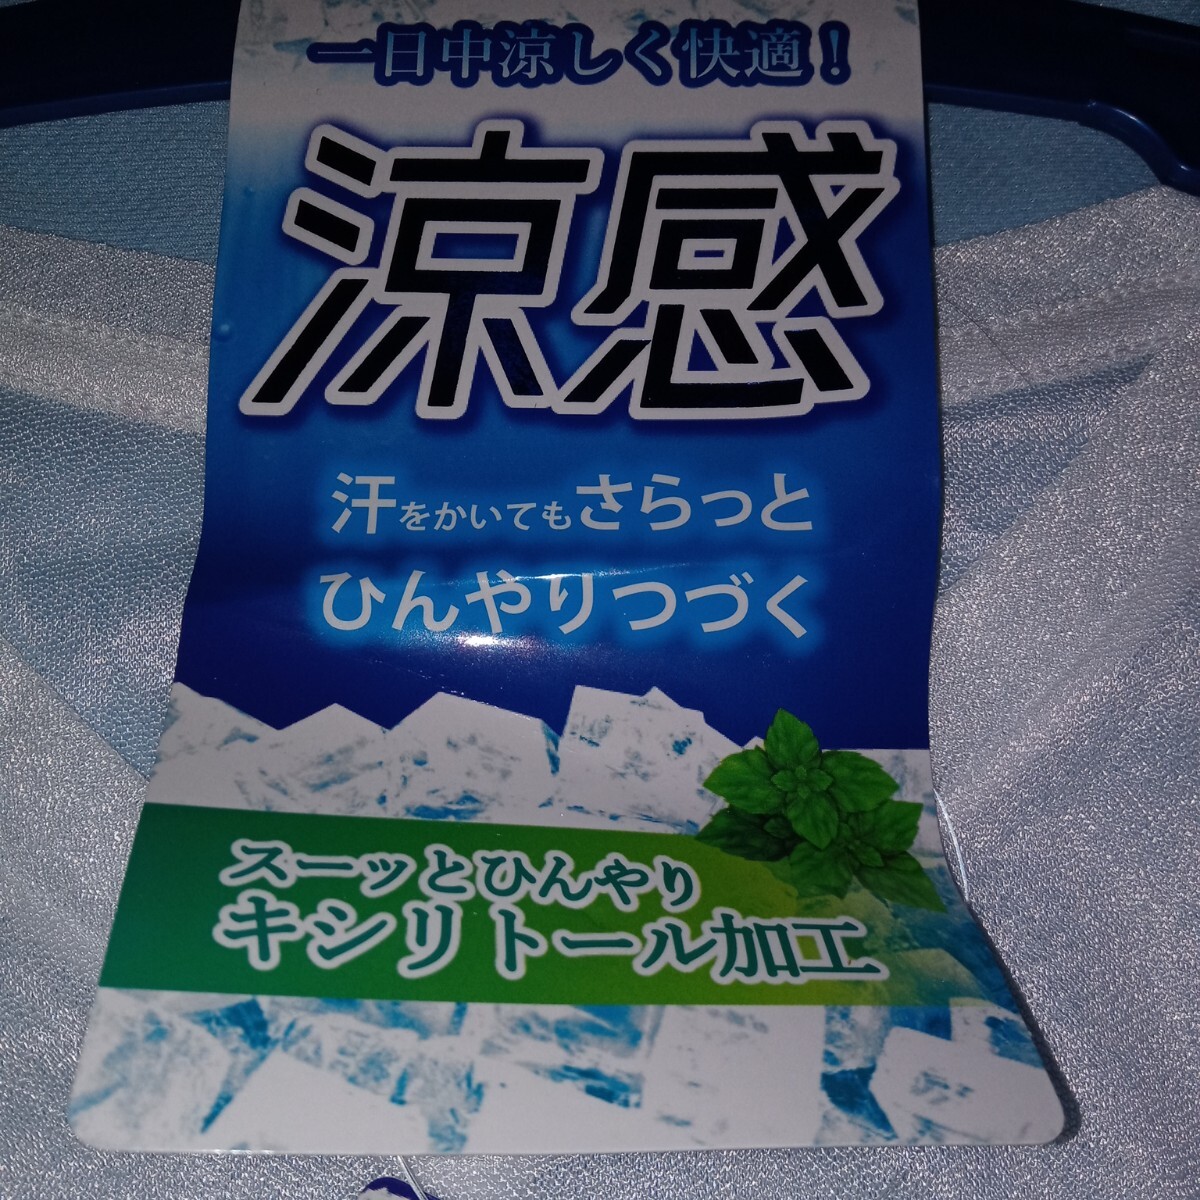 一日中涼しく快適！
涼感
汗をかいてもさらっと
ひんやりつづく
スーッとひんやり
キシリトール加工